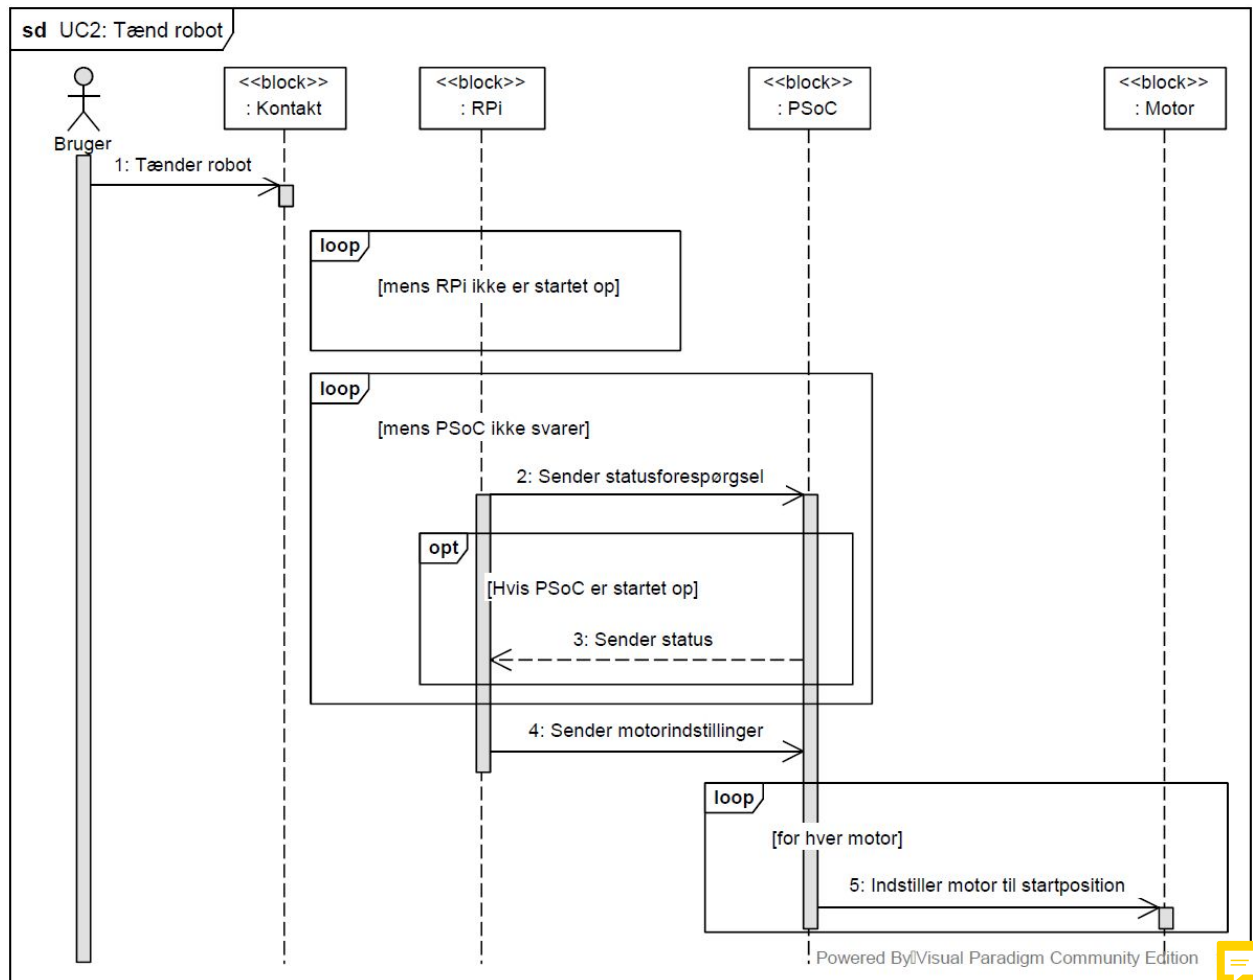 sd UC2: Tænd robot
<<block>>
: Kontakt
<<block>>
: RPi
<<block>>
: PSoC
<<block>>
: Motor
Bruger
1: Tænder robot
loop
[mens RPi ikke er startet op]
loop
[mens PSoC ikke svarer]
2: Sender statusforespørgsel
opt
[Hvis PSoC er startet op]
3: Sender status
4: Sender motorindstillinger
loop
[for hver motor]
5: Indstiller motor til startposition
Powered By Visual Paradigm Community Edition